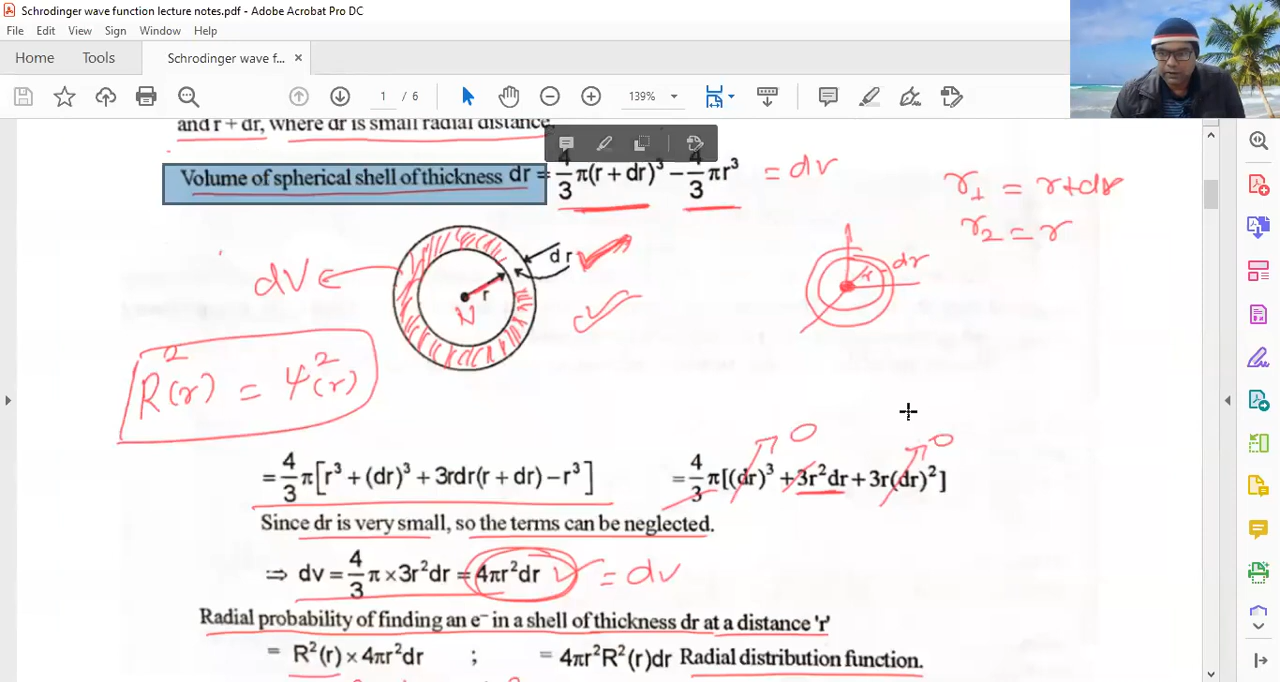 Schrodinger wave function lecture notes.pdf - Adobe Acrobat Pro DC
File Edit View Sign Window Help
Home Tools Schrodinger wave f... ×
1 / 6 139%
and r + dr, where dr is small radial distance.
Volume of spherical shell of thickness dr = 4/3 π(r + dr)³ − 4/3 πr³ = dv
r₁ = r+dr
r₂ = r
dr
r
N
dV
dr
r
R²(r) = Ψ²(r)
= 4/3 π[r³ + (dr)³ + 3rdr(r + dr) − r³] = 4/3 π[(dr)³ + 3r²dr + 3r(dr)²]
0 0
Since dr is very small, so the terms can be neglected.
⇒ dv = 4/3 π × 3r²dr = 4πr²dr = dv
Radial probability of finding an e⁻ in a shell of thickness dr at a distance 'r'
= R²(r) × 4πr²dr ; = 4πr²R²(r)dr Radial distribution function.